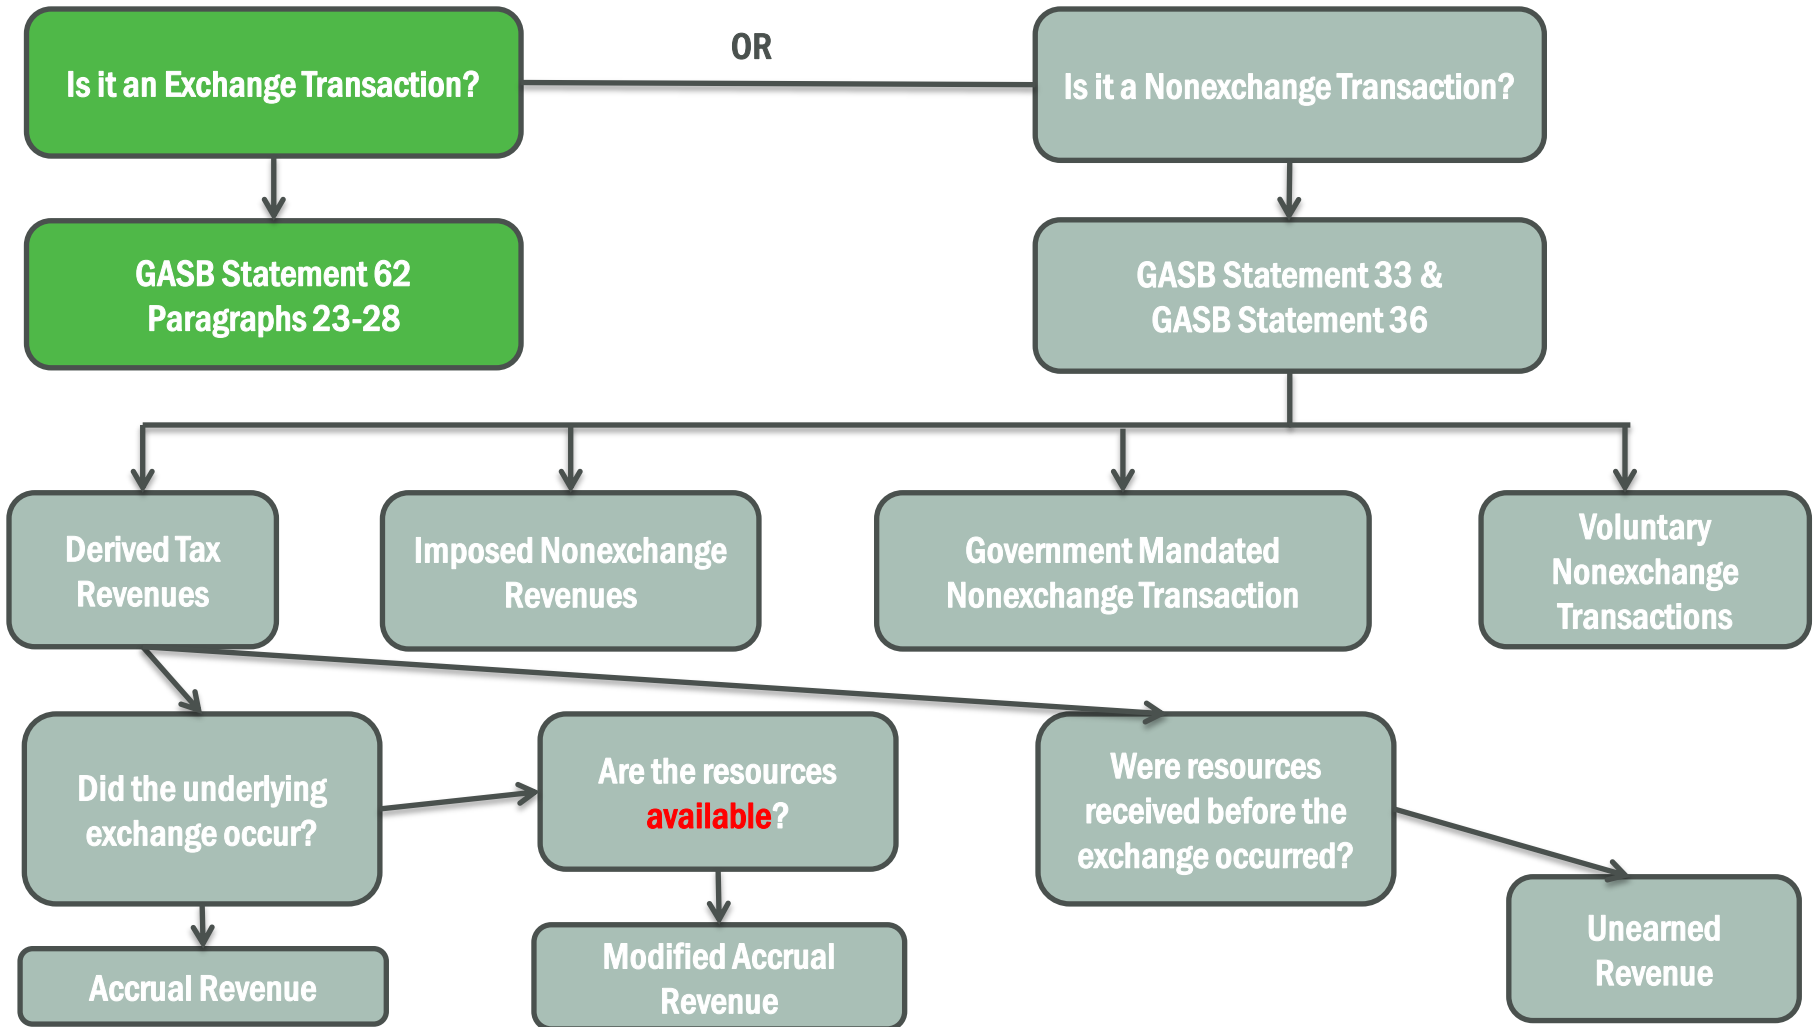 Is it an Exchange Transaction?
OR
Is it a Nonexchange Transaction?
GASB Statement 62
Paragraphs 23-28
GASB Statement 33 &
GASB Statement 36
Derived Tax
Revenues
Imposed Nonexchange
Revenues
Government Mandated
Nonexchange Transaction
Voluntary
Nonexchange
Transactions
Did the underlying
exchange occur?
Are the resources
available?
Were resources
received before the
exchange occurred?
Accrual Revenue
Modified Accrual
Revenue
Unearned
Revenue